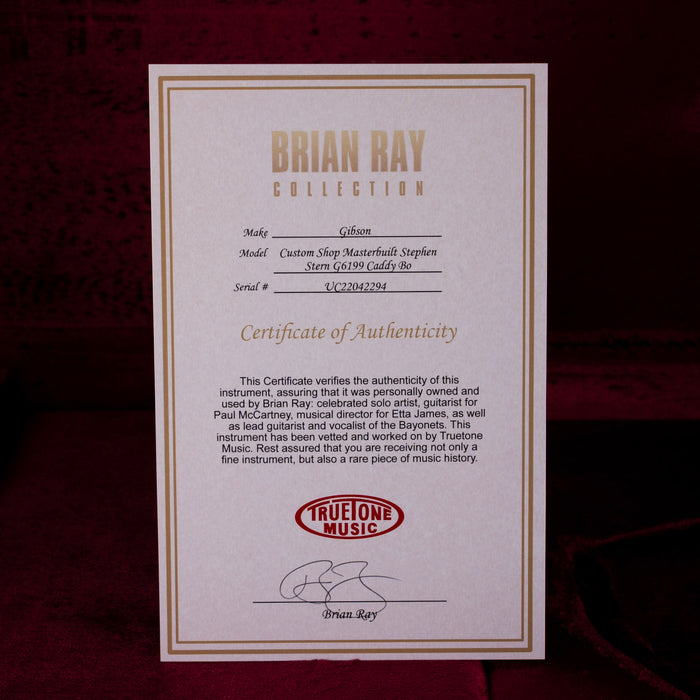 BRIAN RAY
COLLECTION
Make Gibson
Model Custom Shop Masterbuilt Stephen
Stern G6199 Caddy Bo
Serial # UC22042294
Certificate of Authenticity
This Certificate verifies the authenticity of this
instrument, assuring that it was personally owned and
used by Brian Ray: celebrated solo artist, guitarist for
Paul McCartney, musical director for Etta James, as well
as lead guitarist and vocalist of the Bayonets. This
instrument has been vetted and worked on by Truetone
Music. Rest assured that you are receiving not only a
fine instrument, but also a rare piece of music history.
TRUETONE
MUSIC
Brian Ray